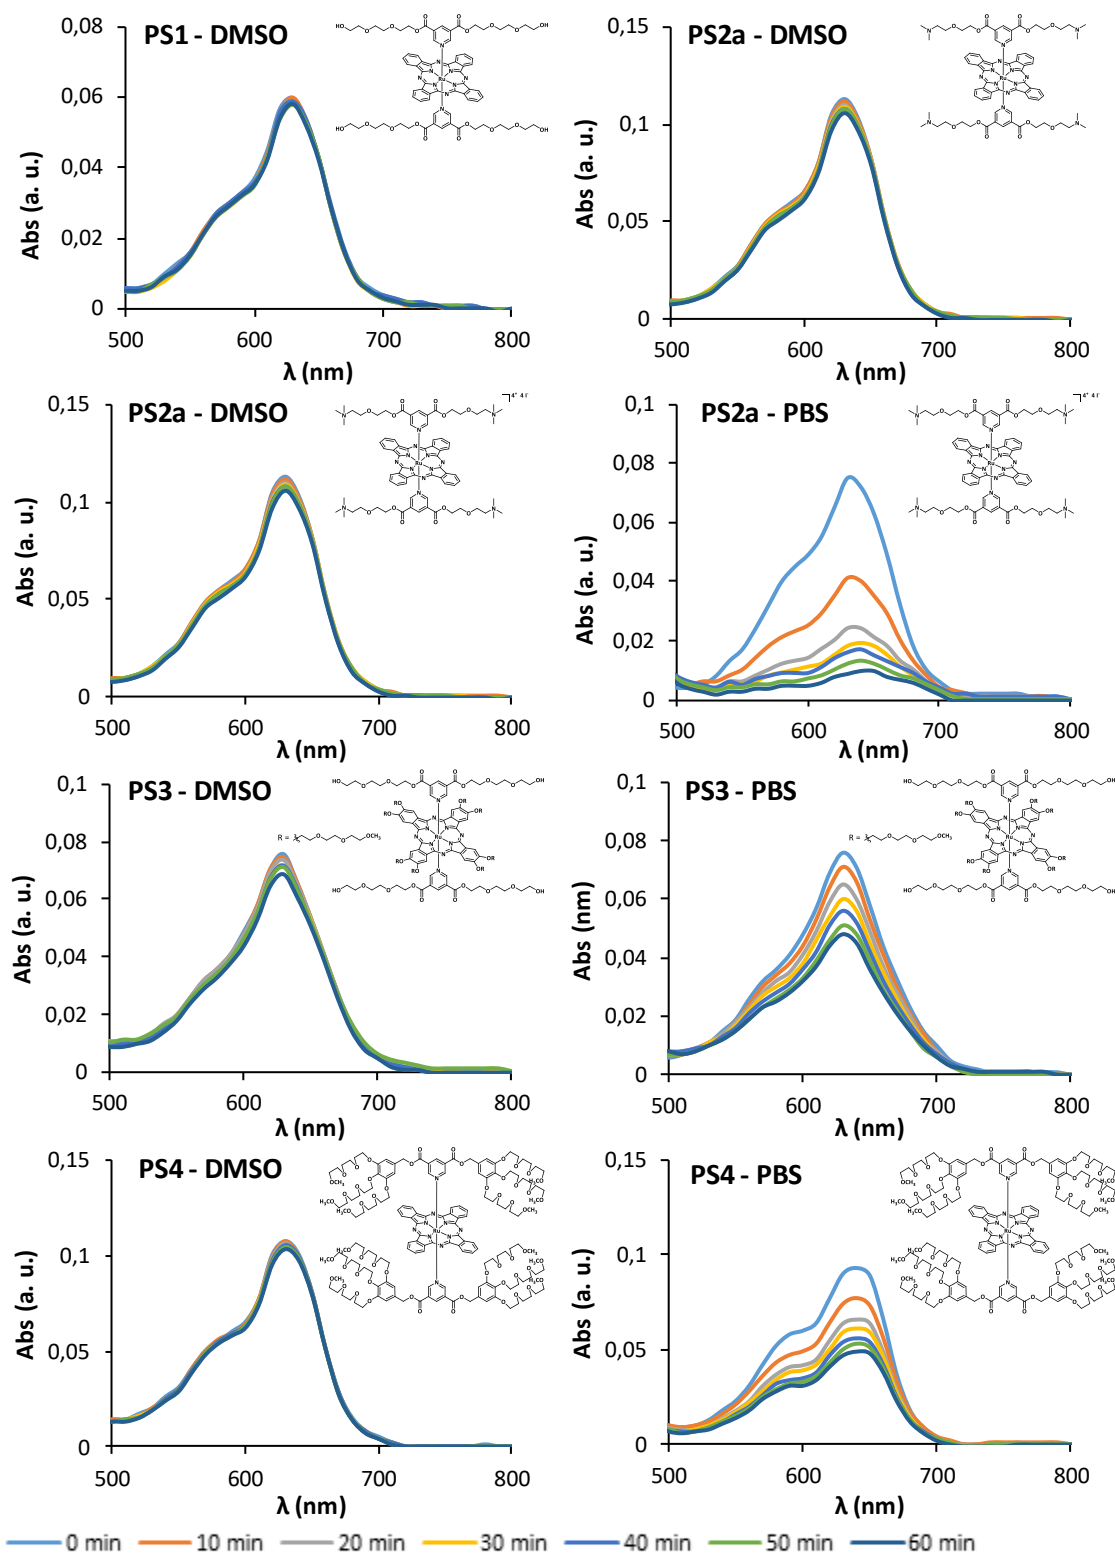 PS1 - DMSO
Abs (a. u.)
0,08
0,06
0,04
0,02
0
500 600 700 800
λ (nm)
PS2a - DMSO
Abs (a. u.)
0,15
0,1
0,05
0
500 600 700 800
λ (nm)
PS2a - DMSO
4+ 4 I-
Abs (a. u.)
0,15
0,1
0,05
0
500 600 700 800
λ (nm)
PS2a - PBS
4+ 4 I-
Abs (a. u.)
0,1
0,08
0,06
0,04
0,02
0
500 600 700 800
λ (nm)
PS3 - DMSO
R =
Abs (a. u.)
0,1
0,08
0,06
0,04
0,02
0
500 600 700 800
λ (nm)
PS3 - PBS
R =
Abs (nm)
0,1
0,08
0,06
0,04
0,02
0
500 600 700 800
λ (nm)
PS4 - DMSO
Abs (a. u.)
0,15
0,1
0,05
0
500 600 700 800
λ (nm)
PS4 - PBS
Abs (a. u.)
0,15
0,1
0,05
0
500 600 700 800
λ (nm)
0 min 10 min 20 min 30 min 40 min 50 min 60 min